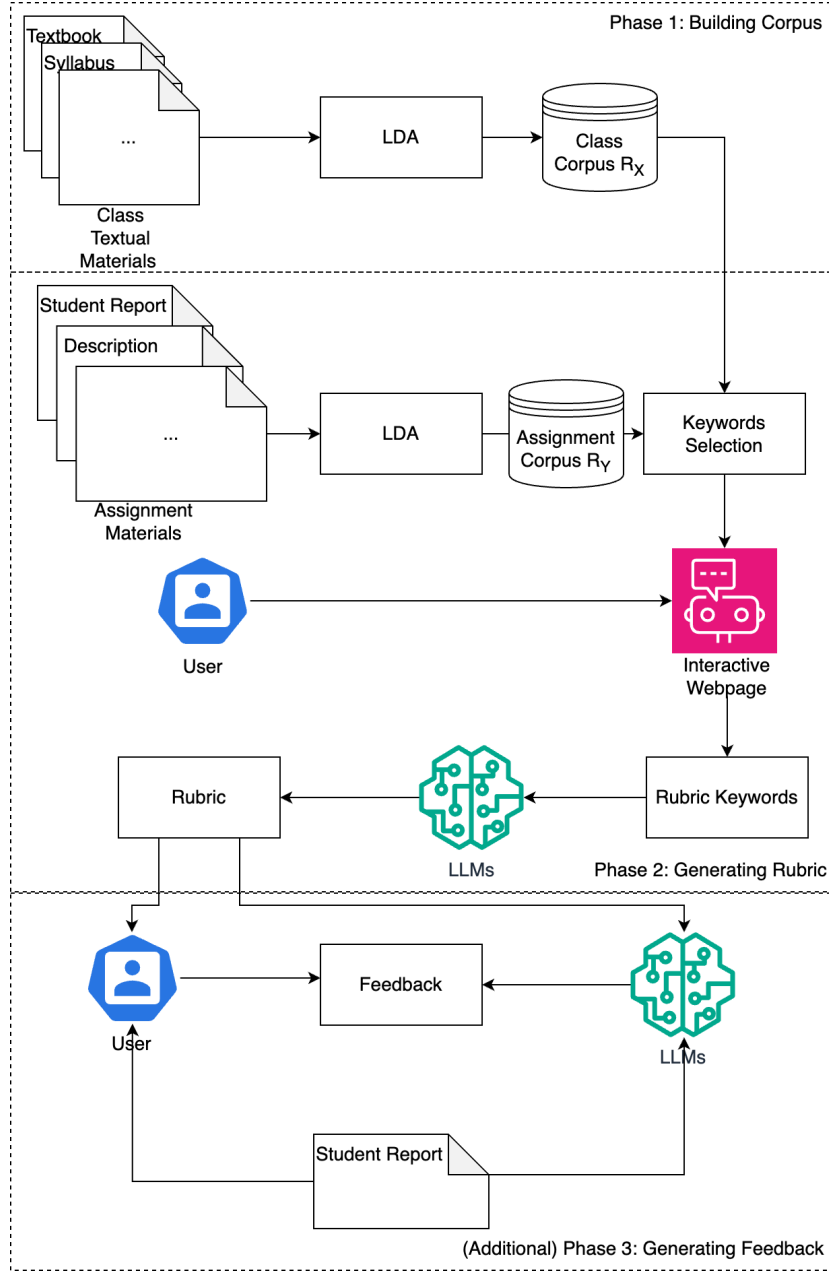 Phase 1: Building Corpus
Textbook
Syllabus
...
LDA
Class
Corpus R_X
Class
Textual
Materials
Student Report
Description
...
LDA
Assignment
Corpus R_Y
Keywords
Selection
Assignment
Materials
User
Interactive
Webpage
Rubric
LLMs
Rubric Keywords
Phase 2: Generating Rubric
User
Feedback
LLMs
Student Report
(Additional) Phase 3: Generating Feedback